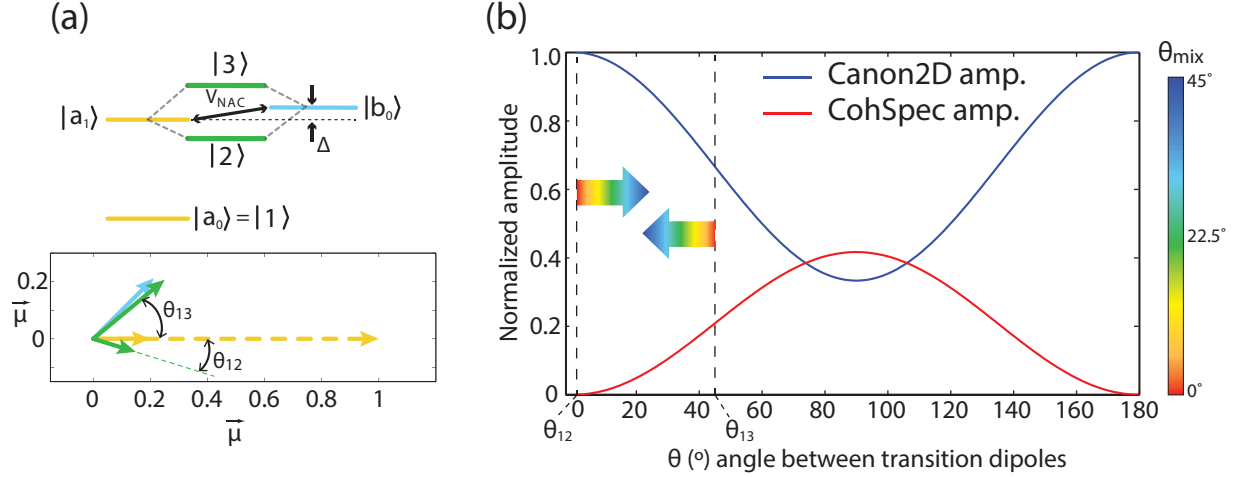 (a)
|3⟩
V_NAC
|a₁⟩
|b₀⟩
|2⟩
Δ
|a₀⟩ = |1⟩
0.2
μ⃗
0
θ₁₃
θ₁₂
0 0.2 0.4 0.6 0.8 1
μ⃗
(b)
1.0
0.8
0.6
0.4
0.2
0
Normalized amplitude
Canon2D amp.
CohSpec amp.
0 20 40 60 80 100 120 140 160 180
θ₁₂
θ₁₃
θ (º) angle between transition dipoles
θmix
45°
22.5°
0°